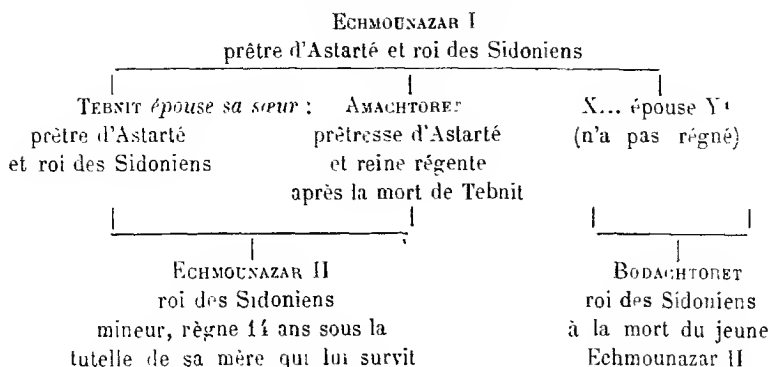 ECHMOUNAZAR I
prêtre d'Astarté et roi des Sidoniens
TEBNIT épouse sa sœur :
prêtre d'Astarté
et roi des Sidoniens
AMACHTORET
prêtresse d'Astarté
et reine régente
après la mort de Tebnit
X... épouse Y¹
(n'a pas régné)
ECHMOUNAZAR II
roi des Sidoniens
mineur, règne 14 ans sous la
tutelle de sa mère qui lui survit
BODACHTORET
roi des Sidoniens
à la mort du jeune
Echmounazar II